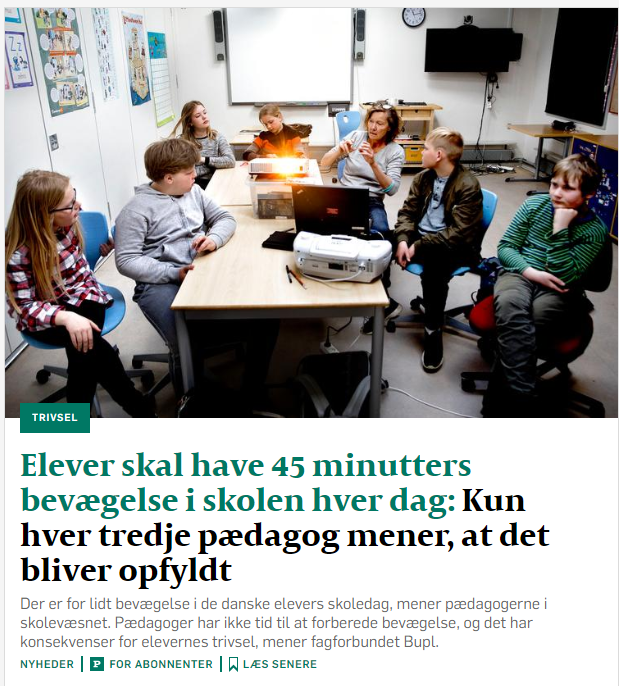 TRIVSEL
Elever skal have 45 minutters
bevægelse i skolen hver dag: Kun
hver tredje pædagog mener, at det
bliver opfyldt
Der er for lidt bevægelse i de danske elevers skoledag, mener pædagogerne i
skolevæsnet. Pædagoger har ikke tid til at forberede bevægelse, og det har
konsekvenser for elevernes trivsel, mener fagforbundet Bupl.
NYHEDER | P FOR ABONNENTER | LÆS SENERE